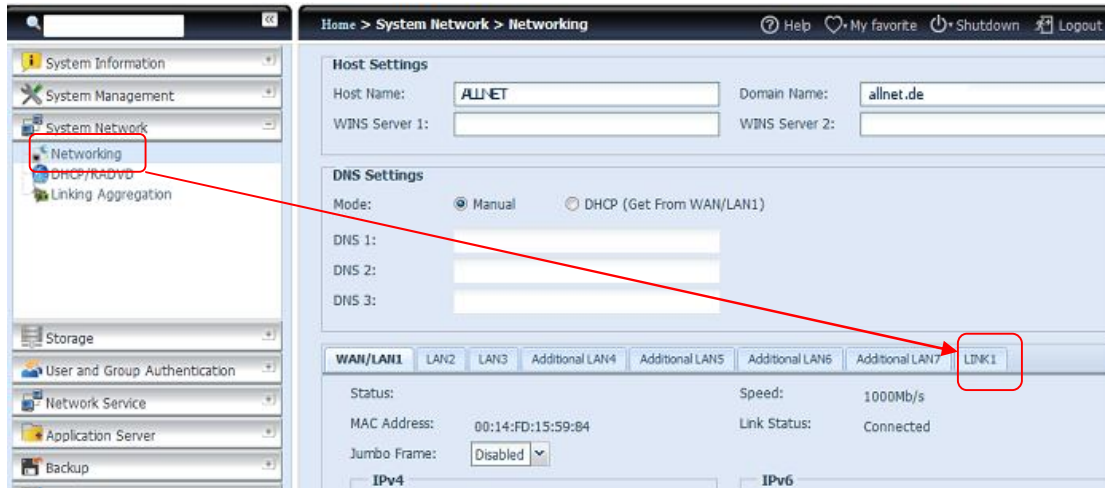 Home > System Network > Networking
Help My favorite Shutdown Logout
System Information
System Management
System Network
Networking
DHCP/RADVD
Linking Aggregation
Storage
User and Group Authentication
Network Service
Application Server
Backup
Host Settings
Host Name: ALLNET Domain Name: allnet.de
WINS Server 1: WINS Server 2:
DNS Settings
Mode: Manual DHCP (Get From WAN/LAN1)
DNS 1:
DNS 2:
DNS 3:
WAN/LAN1 LAN2 LAN3 Additional LAN4 Additional LAN5 Additional LAN6 Additional LAN7 LINK1
Status: Speed: 1000Mb/s
MAC Address: 00:14:FD:15:59:84 Link Status: Connected
Jumbo Frame: Disabled
IPv4 IPv6